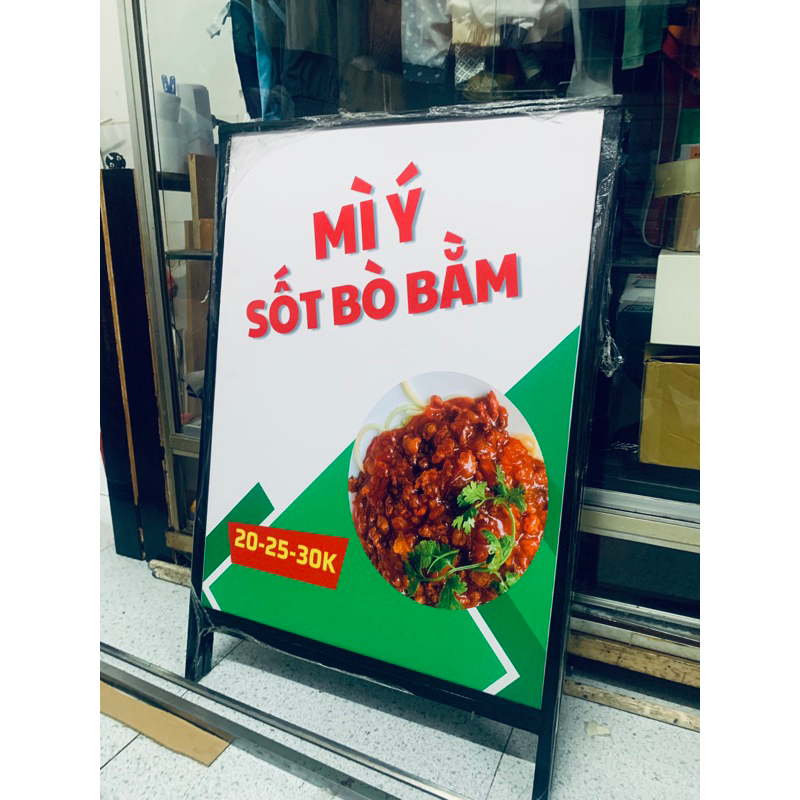 MÌ Ý
SỐT BÒ BẰM
20-25-30K